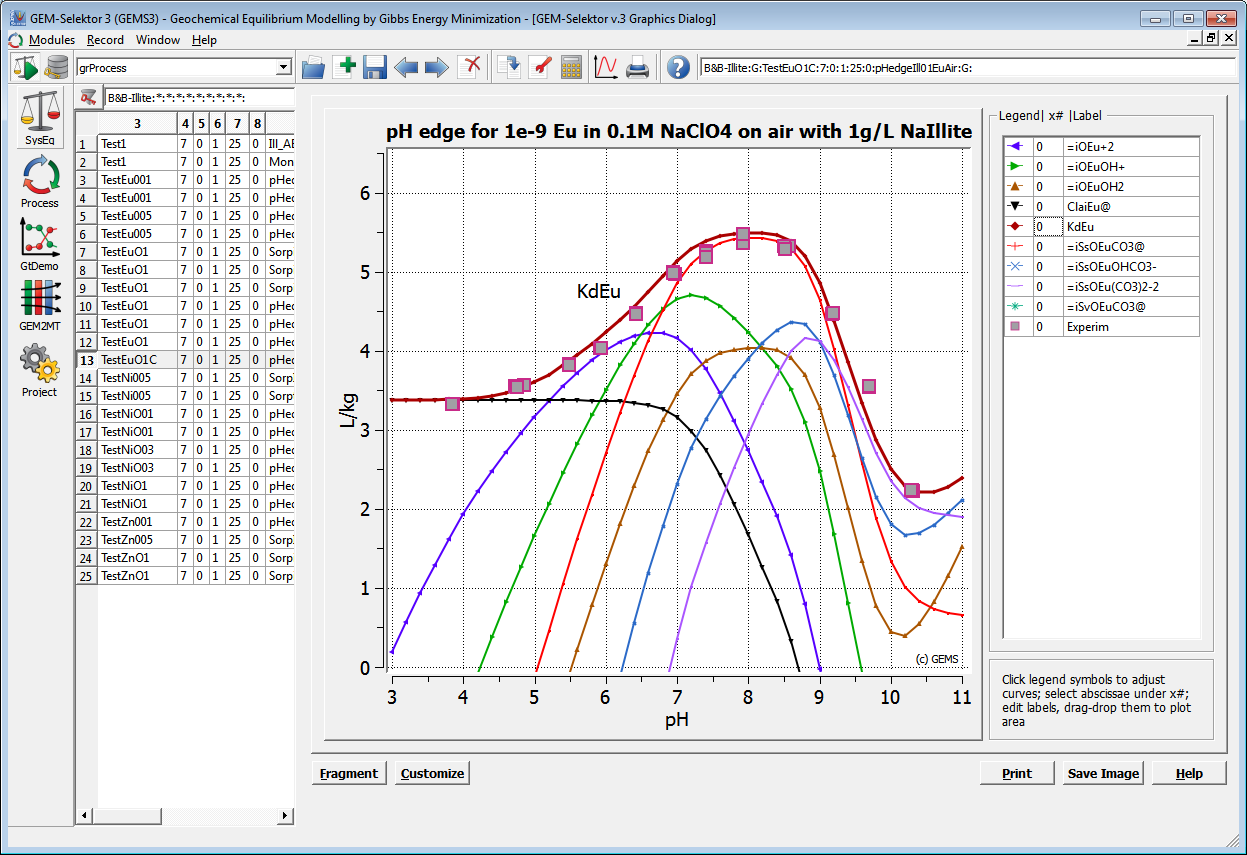 GEM-Selektor 3 (GEMS3) - Geochemical Equilibrium Modelling by Gibbs Energy Minimization - [GEM-Selektor v.3 Graphics Dialog]
Modules Record Window Help
grProcess
B&B-Illite:G:TestEuO1C:7:0:1:25:0:pHedgeIll01EuAir:G:
SysEq
Process
GtDemo
GEM2MT
Project
B&B-Illite:*:*:*:*:*:*:*:*:*:
3 4 5 6 7 8
1 Test1 7 0 1 25 0 Ill_AE
2 Test1 7 0 1 25 0 Mon
3 TestEu001 7 0 1 25 0 pHed
4 TestEu001 7 0 1 25 0 pHed
5 TestEu005 7 0 1 25 0 pHed
6 TestEu005 7 0 1 25 0 pHed
7 TestEuO1 7 0 1 25 0 Sorp
8 TestEuO1 7 0 1 25 0 Sorp
9 TestEuO1 7 0 1 25 0 Sorp
10 TestEuO1 7 0 1 25 0 pHed
11 TestEuO1 7 0 1 25 0 pHed
12 TestEuO1 7 0 1 25 0 pHed
13 TestEuO1C 7 0 1 25 0 pHed
14 TestNi005 7 0 1 25 0 Sorp
15 TestNi005 7 0 1 25 0 Sorp
16 TestNiO01 7 0 1 25 0 pHed
17 TestNiO01 7 0 1 25 0 pHed
18 TestNiO03 7 0 1 25 0 Sorp
19 TestNiO03 7 0 1 25 0 Sorp
20 TestNiO1 7 0 1 25 0 pHed
21 TestNiO1 7 0 1 25 0 pHed
22 TestZn001 7 0 1 25 0 pHed
23 TestZn005 7 0 1 25 0 Sorp
24 TestZnO1 7 0 1 25 0 Sorp
25 TestZnO1 7 0 1 25 0 Sorp
pH edge for 1e-9 Eu in 0.1M NaClO4 on air with 1g/L NaIllite
6
5
4
3
2
1
0
L/kg
KdEu
(c) GEMS
3 4 5 6 7 8 9 10 11
pH
Legend| x# |Label
0 =iOEu+2
0 =iOEuOH+
0 =iOEuOH2
0 ClaiEu@
0 KdEu
0 =iSsOEuCO3@
0 =iSsOEuOHCO3-
0 =iSsOEu(CO3)2-2
0 =iSvOEuCO3@
0 Experim
Click legend symbols to adjust
curves; select abscissae under x#;
edit labels, drag-drop them to plot
area
Fragment Customize Print Save Image Help